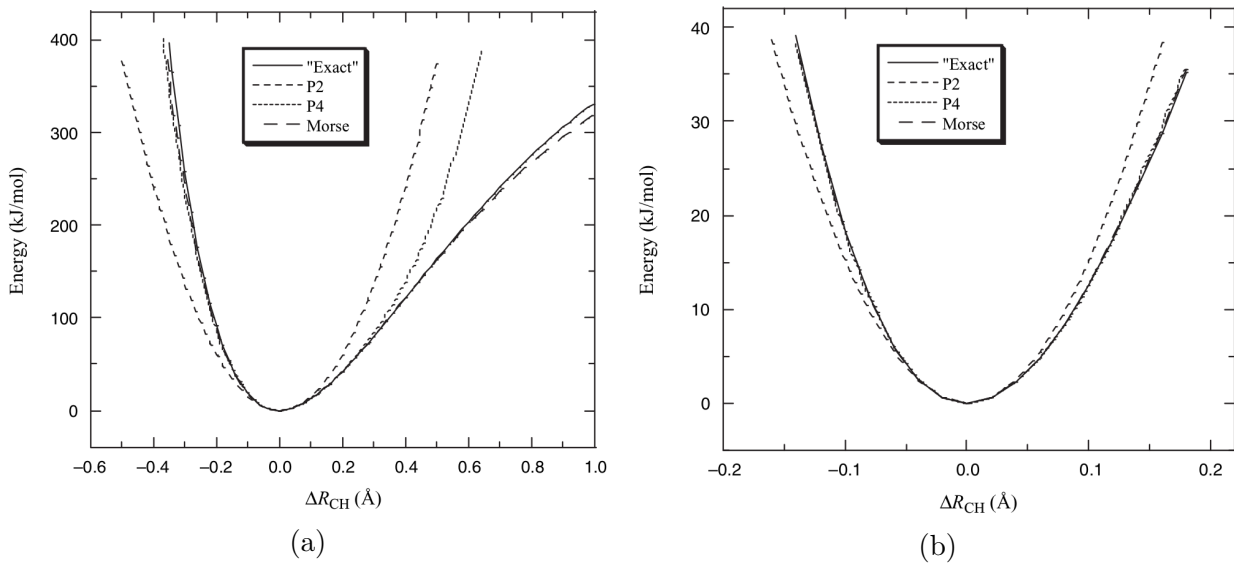 400
300
200
100
0
Energy (kJ/mol)
"Exact"
P2
P4
Morse
−0.6 −0.4 −0.2 0.0 0.2 0.4 0.6 0.8 1.0
ΔR_CH (Å)
(a)
40
30
20
10
0
Energy (kJ/mol)
"Exact"
P2
P4
Morse
−0.2 −0.1 0.0 0.1 0.2
ΔR_CH (Å)
(b)